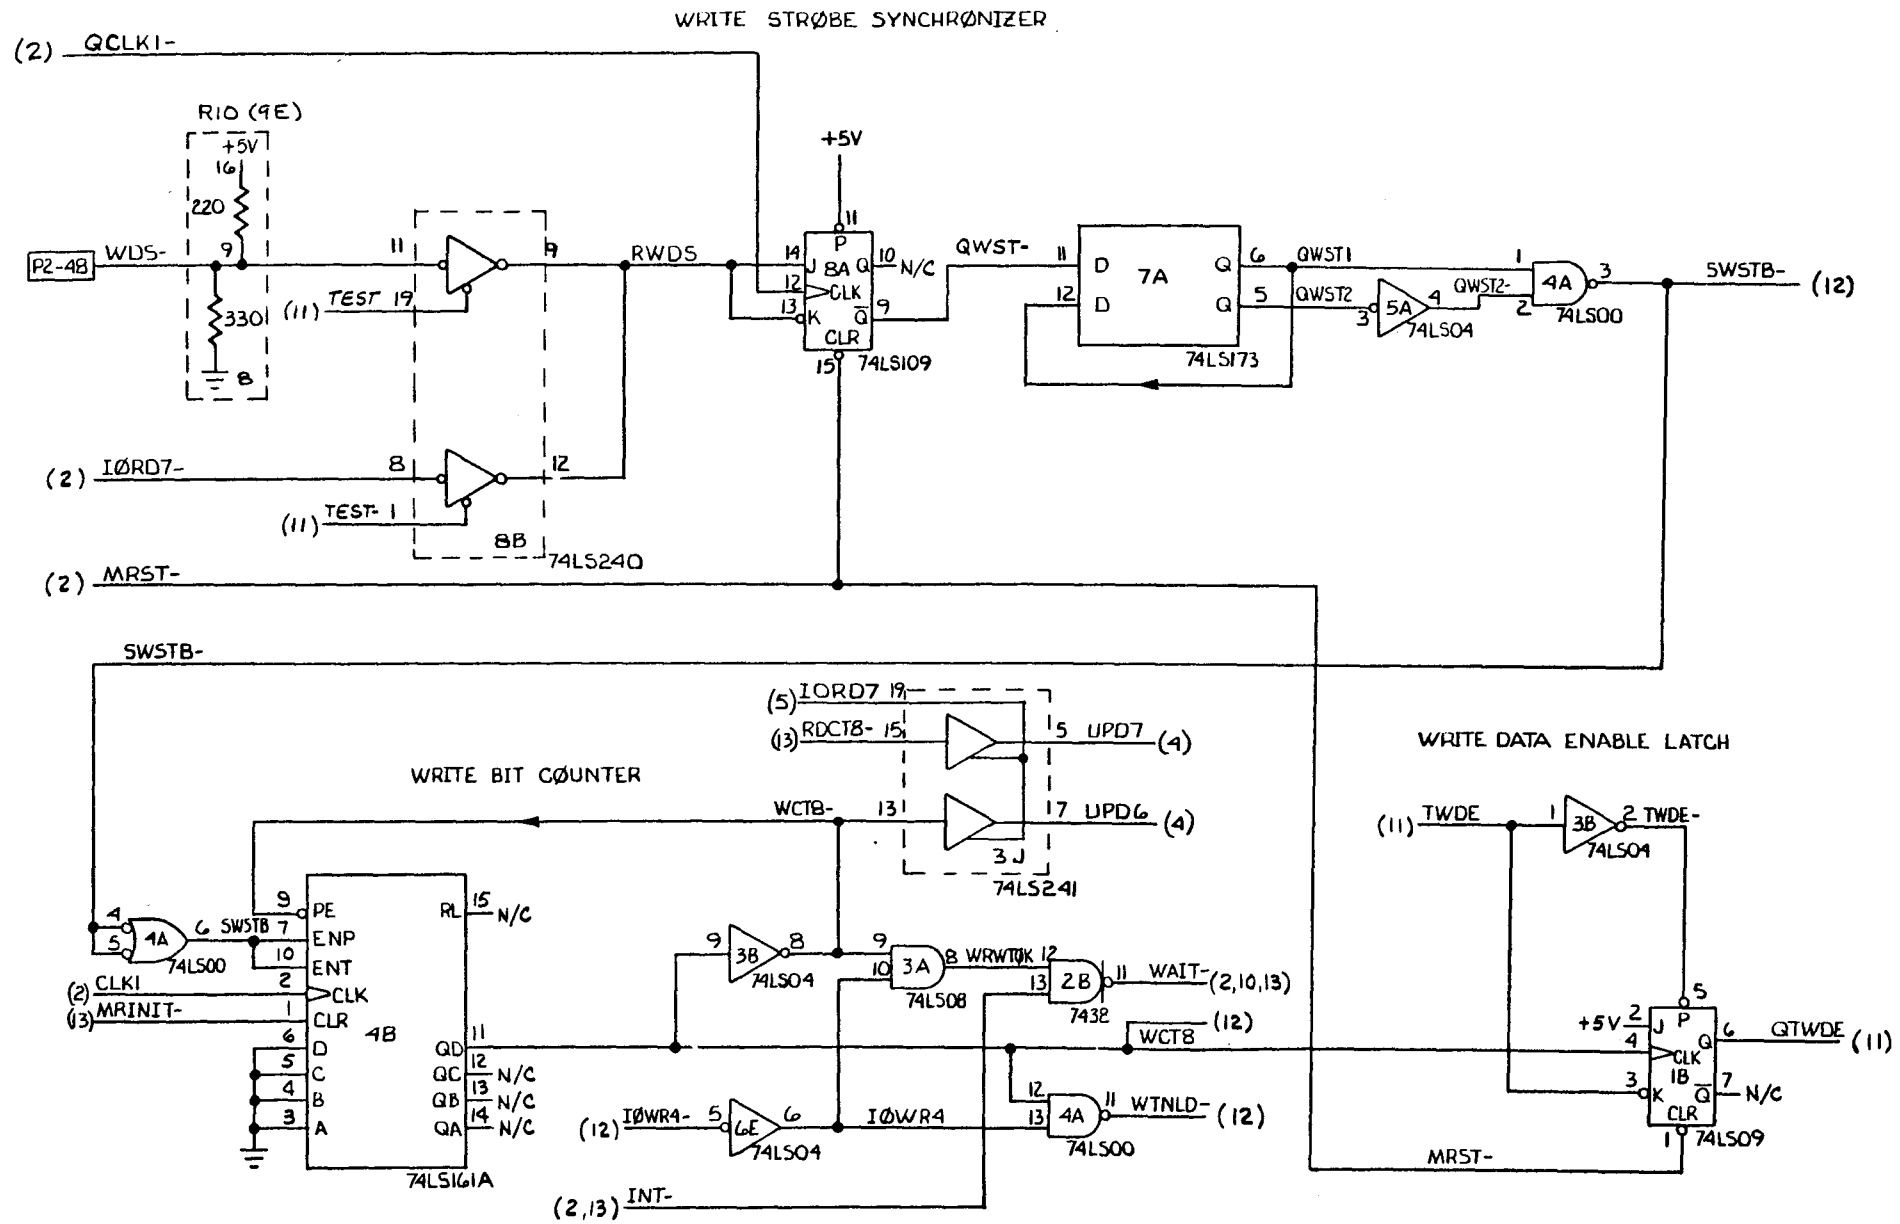 WRITE STRØBE SYNCHRØNIZER
(2) QCLK1-
R10 (9E)
+5V
16
220
9
330
8
P2-48 WDS-
11
9
(11) TEST 19
RWDS
+5V
11
P
14 J 8A Q 10 N/C
12 CLK
13 K Q 9
CLR
15
74LS109
QWST-
11 D 7A Q 6 QWST1
12 D Q 5 QWST2
74LS173
3 5A 4
74LS04
QWST2-
1
2
4A 3
74LS00
SWSTB- (12)
(2) IØRD7-
8
12
(11) TEST- 1
8B
74LS240
(2) MRST-
SWSTB-
(5) IORD7 19
(13) RDCT8- 15
5 UPD7 (4)
WRITE BIT CØUNTER
WCT8- 13
7 UPD6 (4)
3J
74LS241
WRITE DATA ENABLE LATCH
(11) TWDE
1 3B 2 TWDE-
74LS04
4
5
4A 6 SWSTB
74LS00
9 PE
7 ENP
10 ENT
(2) CLK1 2 CLK
(13) MRINIT- 1 CLR
6 D
5 C
4 B
3 A
4B
RL 15 N/C
QD 11
QC 12 N/C
QB 13 N/C
QA 14 N/C
74LS161A
9 3B 8
74LS04
9
10
3A 8 WRWTØK 12
74LS08
13
2B 11 WAIT- (2,10,13)
7438
(12)
WCT8
(12) IØWR4- 5 6E 6 IØWR4
74LS04
12
13
4A 11 WTNLD- (12)
74LS00
(2,13) INT-
5
+5V 2 J P
Q 6 QTWDE (11)
4 CLK
1B
3 K Q 7 N/C
CLR
1
74LS09
MRST-